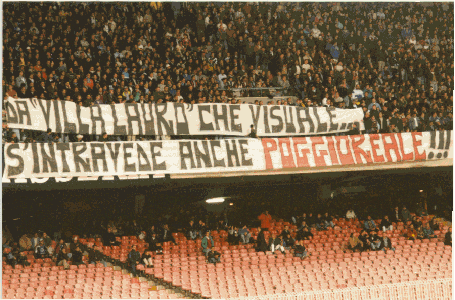 DA "VILLA LAURO" CHE VISUALE...
S'INTRAVEDE ANCHE POGGIOREALE!!!